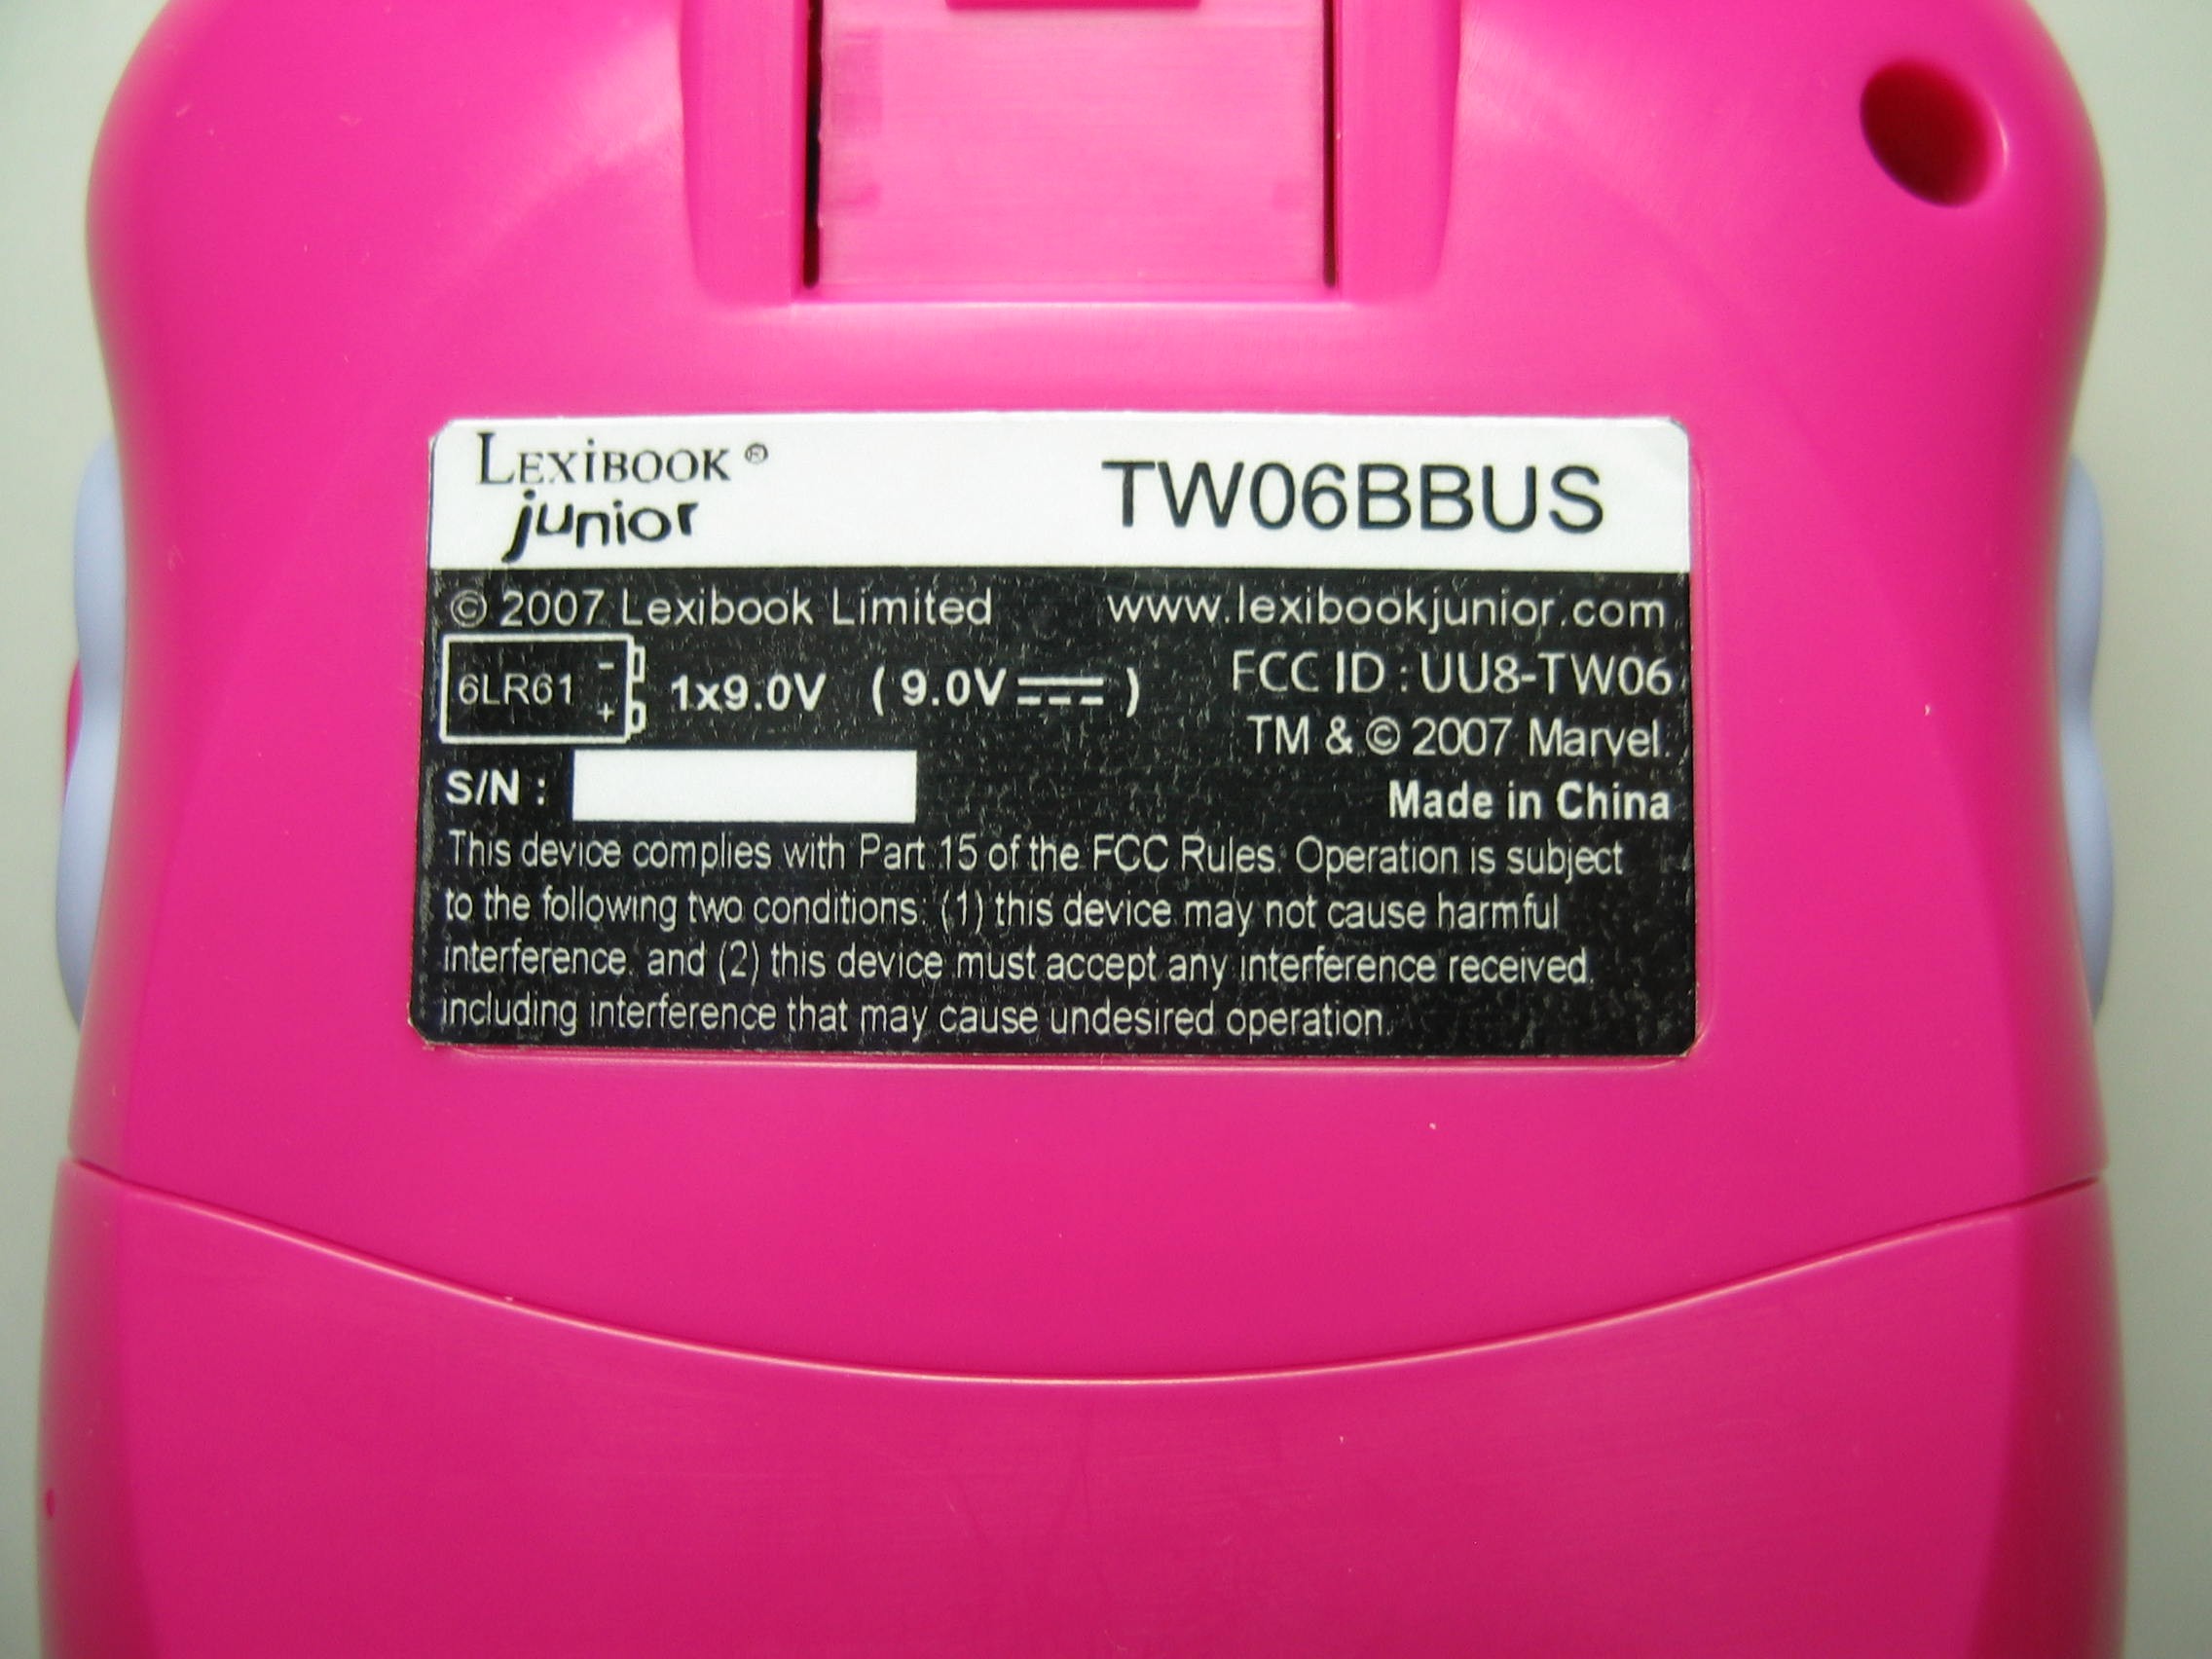 LEXIBOOK ®
junior
TW06BBUS
© 2007 Lexibook Limited
www.lexibookjunior.com
6LR61 - +
1x9.0V ( 9.0V⎓ )
FCC ID : UU8-TW06
TM & © 2007 Marvel.
S/N :
Made in China
This device complies with Part 15 of the FCC Rules. Operation is subject
to the following two conditions: (1) this device may not cause harmful
interference, and (2) this device must accept any interference received,
including interference that may cause undesired operation.